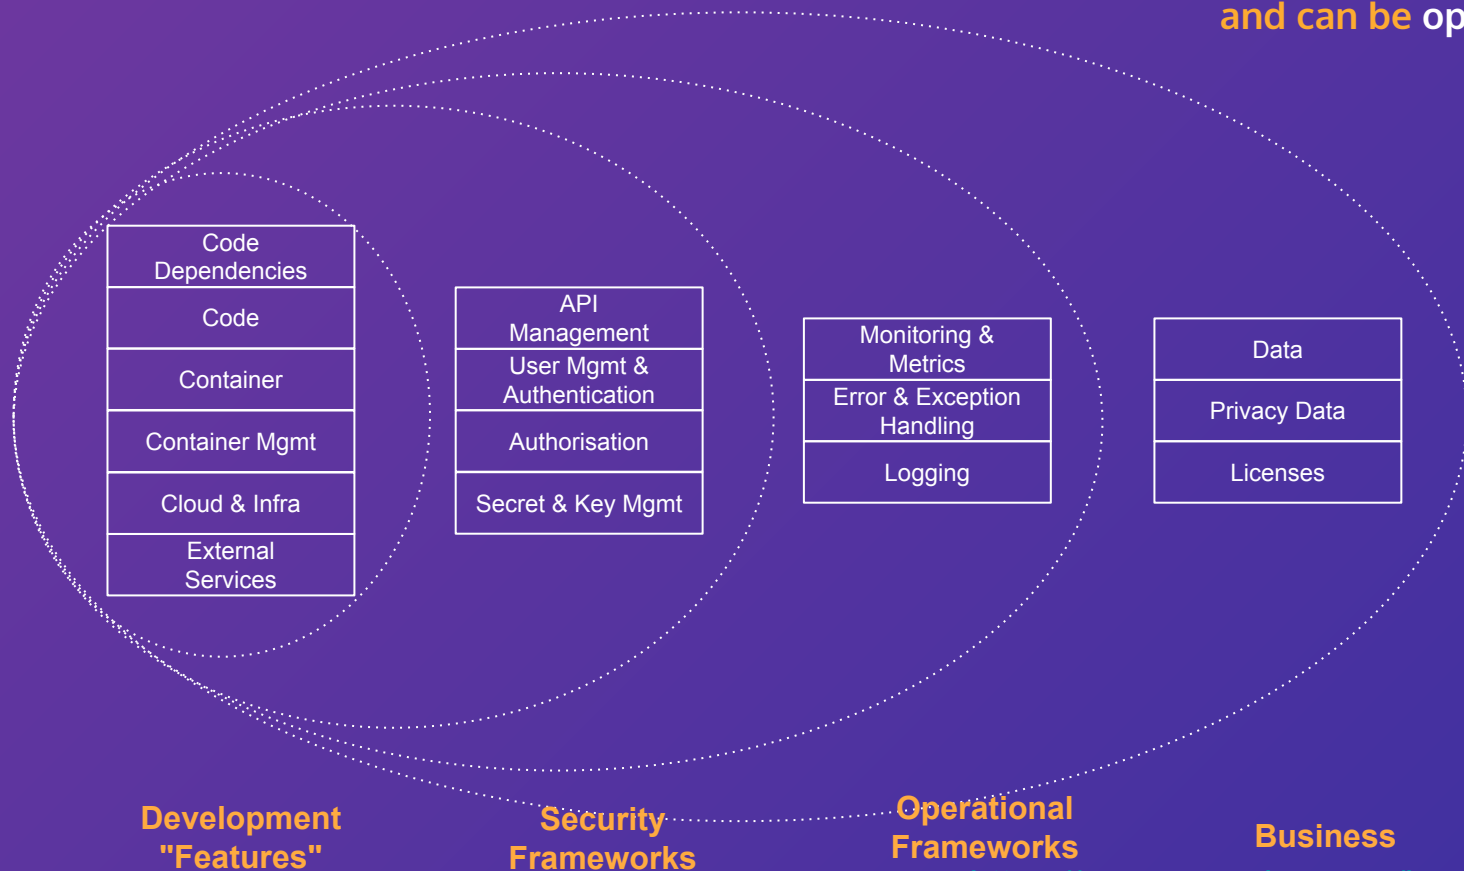 and can be
Code
Dependencies
Code
Container
Container Mgmt
Cloud & Infra
External
Services
API
Management
User Mgmt &
Authentication
Authorisation
Secret & Key Mgmt
Monitoring &
Metrics
Error & Exception
Handling
Logging
Data
Privacy Data
Licenses
Development
"Features"
Security
Frameworks
Operational
Frameworks
Business